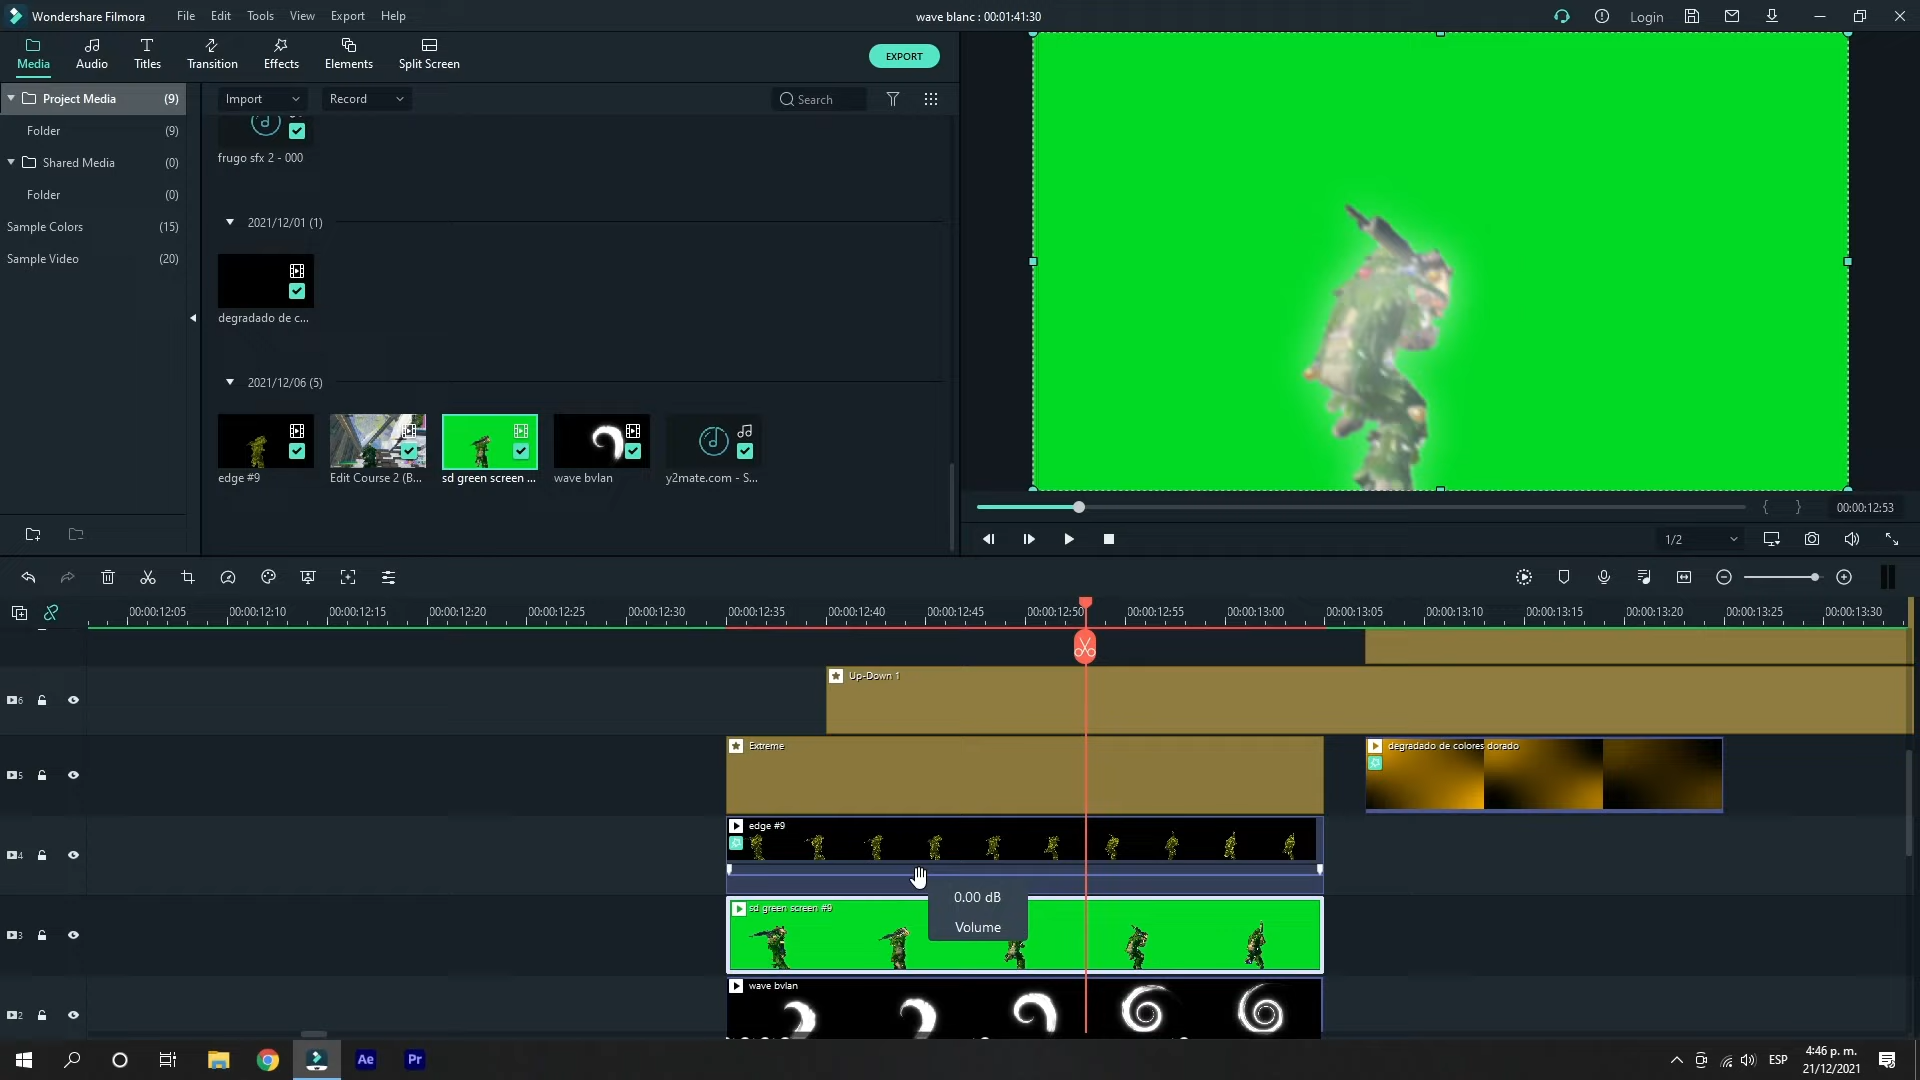 Wondershare Filmora
File Edit Tools View Export Help
wave blanc : 00:01:41:30
Login
Media Audio Titles Transition Effects Elements Split Screen
EXPORT
Project Media (9)
Folder (9)
Shared Media (0)
Folder (0)
Sample Colors (15)
Sample Video (20)
Import Record Search
frugo sfx 2 - 000
2021/12/01 (1)
degradado de c...
2021/12/06 (5)
edge #9 Edit Course 2 (B... sd green screen ... wave bvlan y2mate.com - S...
{ } 00:00:12:53
1/2
00:00:12:05 00:00:12:10 00:00:12:15 00:00:12:20 00:00:12:25 00:00:12:30 00:00:12:35 00:00:12:40 00:00:12:45 00:00:12:50 00:00:12:55 00:00:13:00 00:00:13:05 00:00:13:10 00:00:13:15 00:00:13:20 00:00:13:25 00:00:13:30
6 Up-Down 1
5 Extreme degradado de colores dorado
4 edge #9
0.00 dB
Volume
3 sd green screen #9
2 wave bvlan
Ae Pr
ESP
4:46 p. m.
21/12/2021